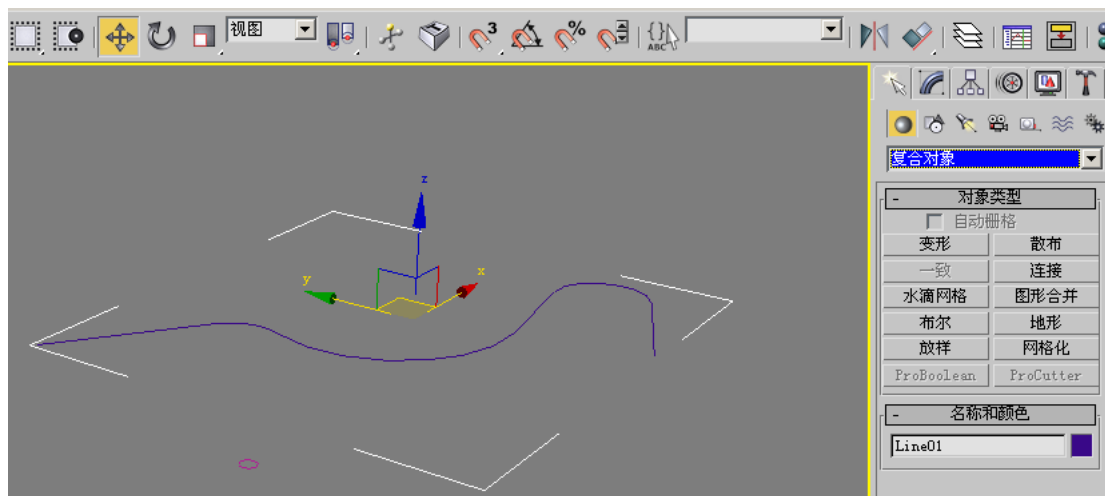 视图
3
%
{}
ABC
z
x
y
复合对象
- 对象类型
自动栅格
变形 散布
一致 连接
水滴网格 图形合并
布尔 地形
放样 网格化
ProBoolean ProCutter
- 名称和颜色
Line01